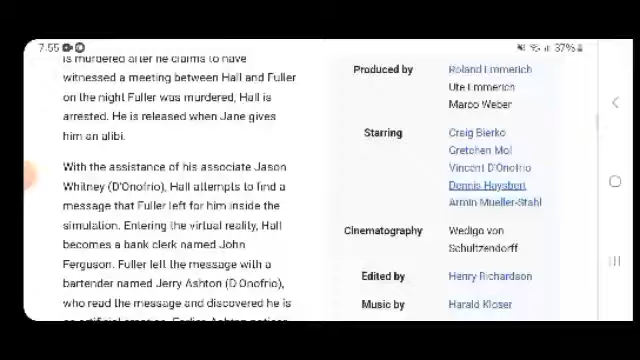 7:55
37%
is murdered after he claims to have
witnessed a meeting between Hall and Fuller
on the night Fuller was murdered, Hall is
arrested. He is released when Jane gives
him an alibi.
With the assistance of his associate Jason
Whitney (D'Onofrio), Hall attempts to find a
message that Fuller left for him inside the
simulation. Entering the virtual reality, Hall
becomes a bank clerk named John
Ferguson. Fuller left the message with a
bartender named Jerry Ashton (D'Onofrio),
who read the message and discovered he is
an artificial creation. Earlier Ashton notices
Produced by
Roland Emmerich
Ute Emmerich
Marco Weber
Starring
Craig Bierko
Gretchen Mol
Vincent D'Onofrio
Dennis Haysbert
Armin Mueller-Stahl
Cinematography
Wedigo von
Schultzendorff
Edited by
Henry Richardson
Music by
Harald Kloser